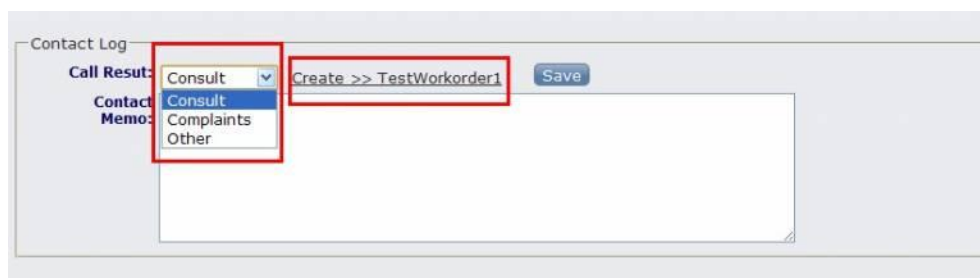 Contact Log
Call Resut: Consult Create >> TestWorkorder1 Save
Contact Memo:
Consult
Complaints
Other